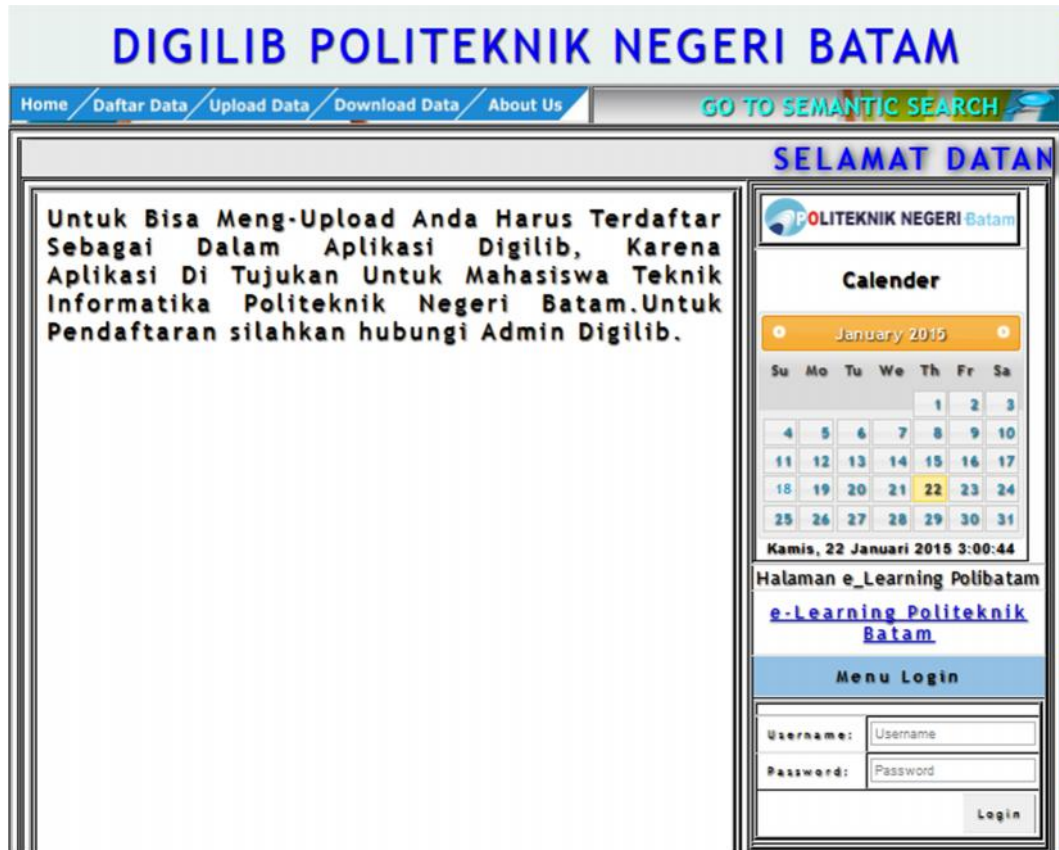 DIGILIB POLITEKNIK NEGERI BATAM
Home Daftar Data Upload Data Download Data About Us
GO TO SEMANTIC SEARCH
SELAMAT DATAN
Untuk Bisa Meng-Upload Anda Harus Terdaftar
Sebagai Dalam Aplikasi Digilib, Karena
Aplikasi Di Tujukan Untuk Mahasiswa Teknik
Informatika Politeknik Negeri Batam.Untuk
Pendaftaran silahkan hubungi Admin Digilib.
POLITEKNIK NEGERI Batam
Calender
January 2015
Su Mo Tu We Th Fr Sa
1 2 3
4 5 6 7 8 9 10
11 12 13 14 15 16 17
18 19 20 21 22 23 24
25 26 27 28 29 30 31
Kamis, 22 Januari 2015 3:00:44
Halaman e_Learning Polibatam
e-Learning Politeknik
Batam
Menu Login
Username: Username
Password: Password
Login